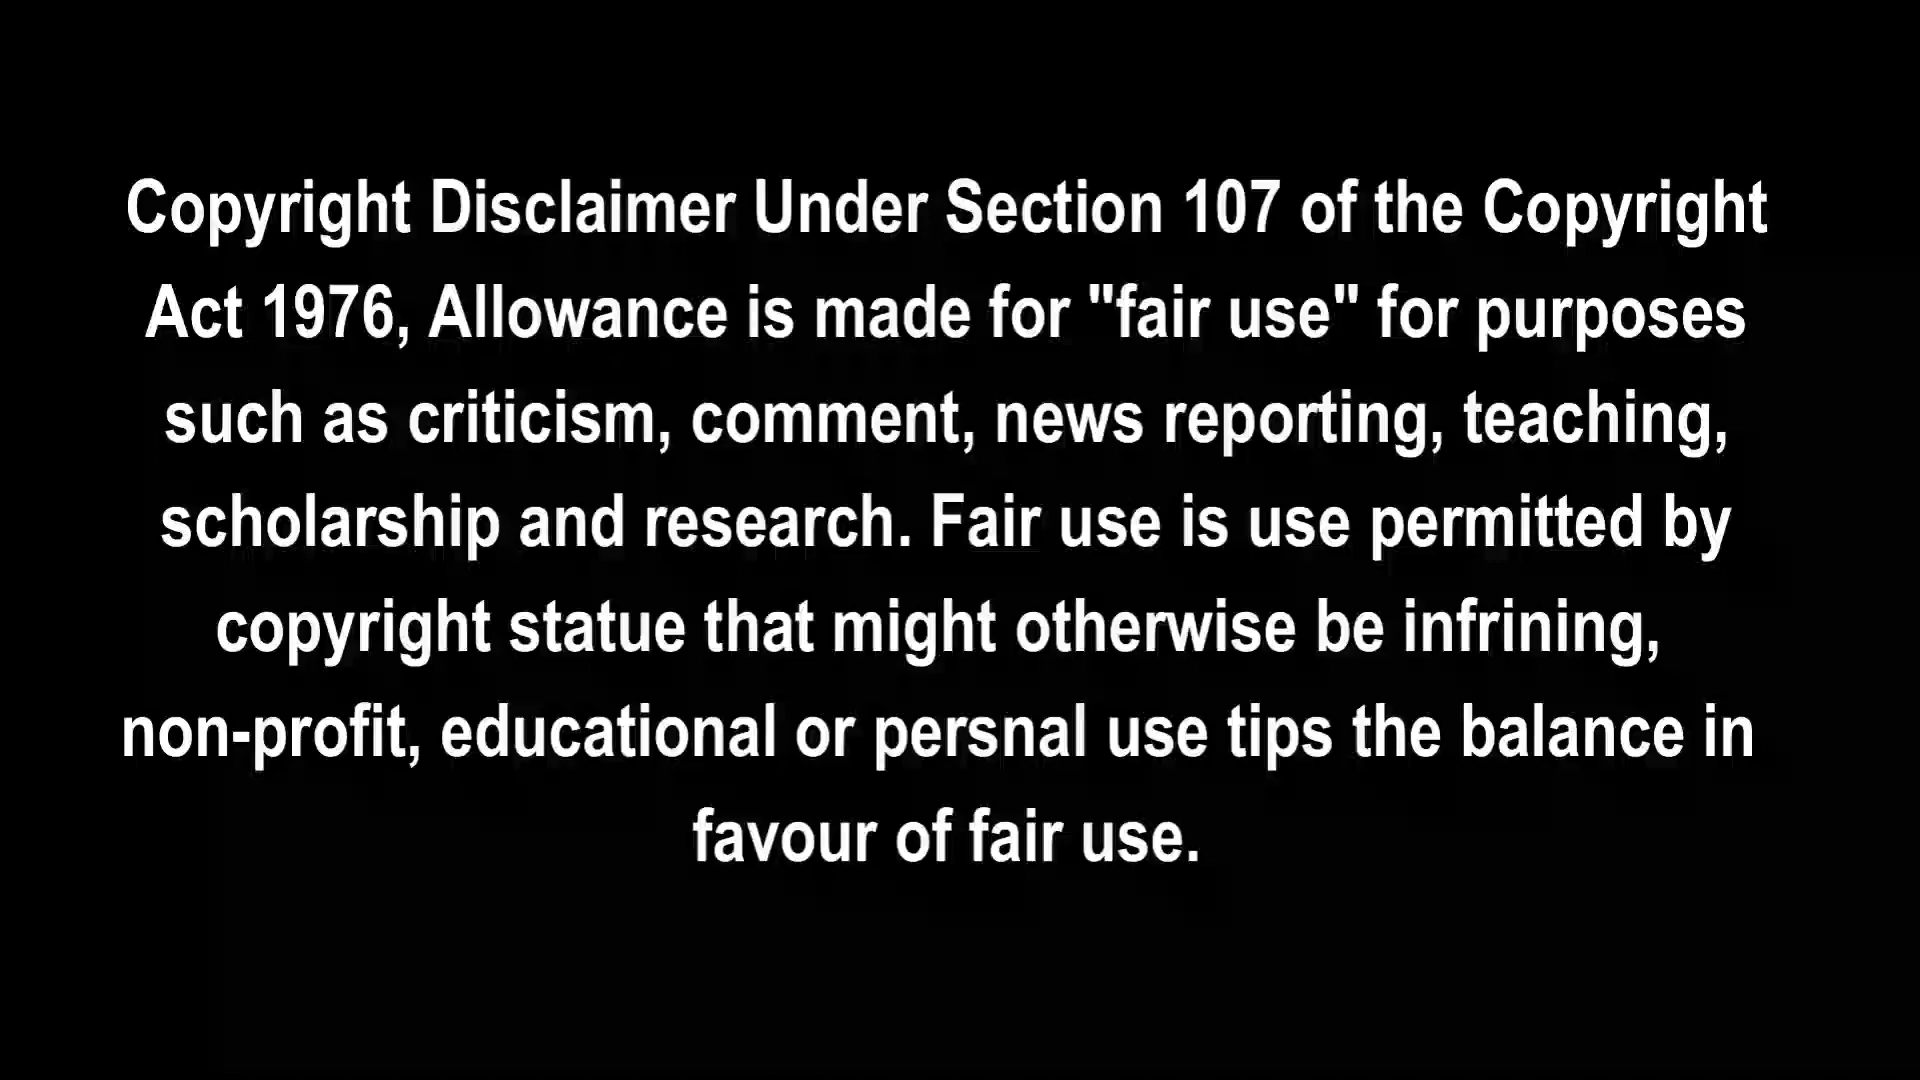 Copyright Disclaimer Under Section 107 of the Copyright
Act 1976, Allowance is made for "fair use" for purposes
such as criticism, comment, news reporting, teaching,
scholarship and research. Fair use is use permitted by
copyright statue that might otherwise be infrining,
non-profit, educational or persnal use tips the balance in
favour of fair use.